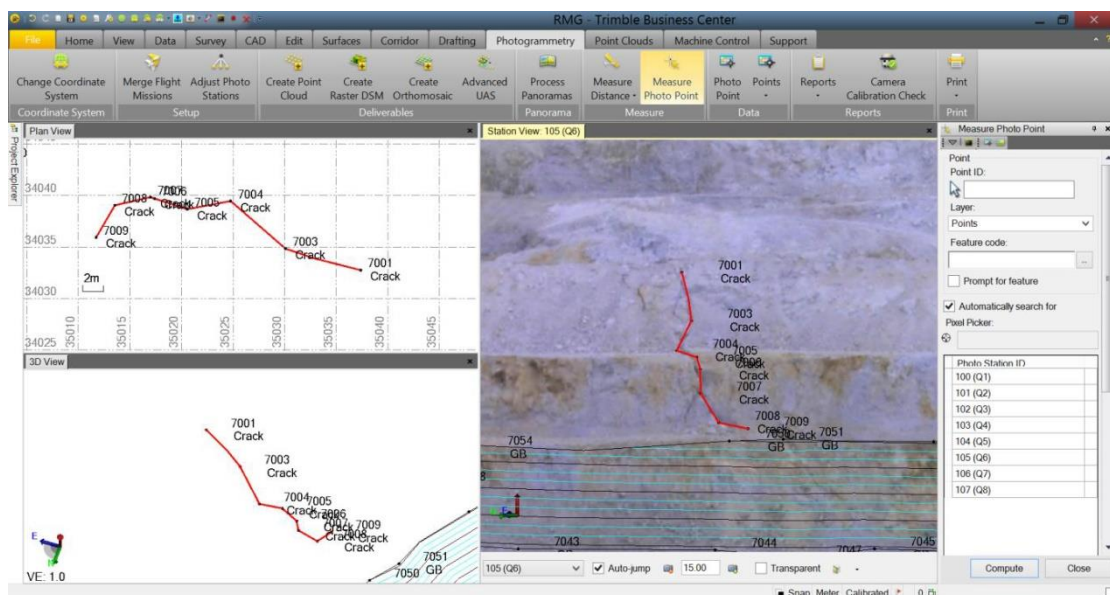 RMG - Trimble Business Center
File Home View Data Survey CAD Edit Surfaces Corridor Drafting Photogrammetry Point Clouds Machine Control Support
Change Coordinate System
Merge Flight Missions
Adjust Photo Stations
Create Point Cloud
Create Raster DSM
Create Orthomosaic
Advanced UAS
Process Panoramas
Measure Distance
Measure Photo Point
Photo Point
Points
Reports
Camera Calibration Check
Print
Coordinate System Setup Deliverables Panorama Measure Data Reports Print
Project Explorer
Plan View
34040
34035
34030
34025
35010 35015 35020 35025 35030 35035 35040 35045
2m
7008
Crack
7005
Crack
7004
Crack
7009
Crack
7003
Crack
7001
Crack
3D View
7001
Crack
7003
Crack
7004
7005
7006
7009
Crack
7008
Crack
7051
GB
7050
E
VE: 1.0
Station View: 105 (Q6)
7001
Crack
7003
Crack
7004
Crack
7005
7007
Crack
7008
Crack
7009
Crack
7051
GB
7054
GB
GB
7043
7044
7047
7045
105 (Q6)
Auto-jump
15.00
Transparent
Measure Photo Point
Point
Point ID:
Layer:
Points
Feature code:
...
Prompt for feature
Automatically search for
Pixel Picker:
Photo Station ID
100 (Q1)
101 (Q2)
102 (Q3)
103 (Q4)
104 (Q5)
105 (Q6)
106 (Q7)
107 (Q8)
Compute Close
Snap Meter Calibrated 0